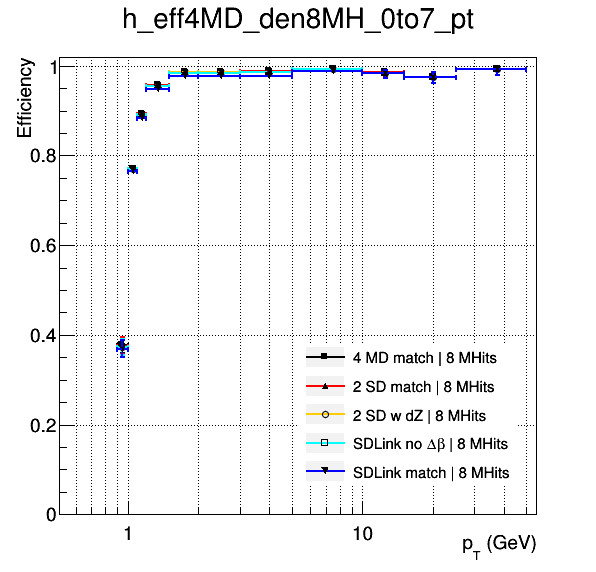 h_eff4MD_den8MH_0to7_pt
Efficiency
1
0.8
0.6
0.4
0.2
0
4 MD match | 8 MHits
2 SD match | 8 MHits
2 SD w dZ | 8 MHits
SDLink no Δβ | 8 MHits
SDLink match | 8 MHits
1 10
p_T (GeV)